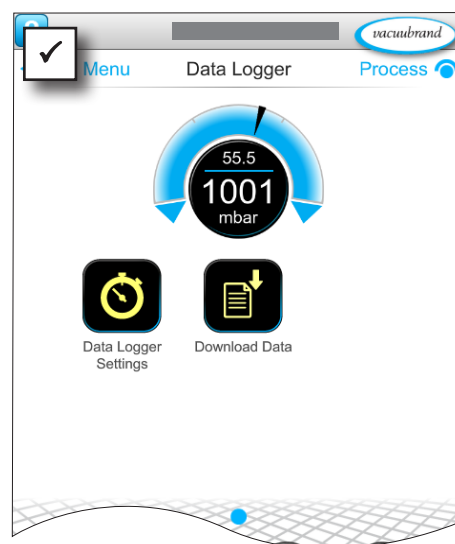 vacuubrand
Menu
Data Logger
Process
55.5
1001
mbar
Data Logger
Settings
Download Data